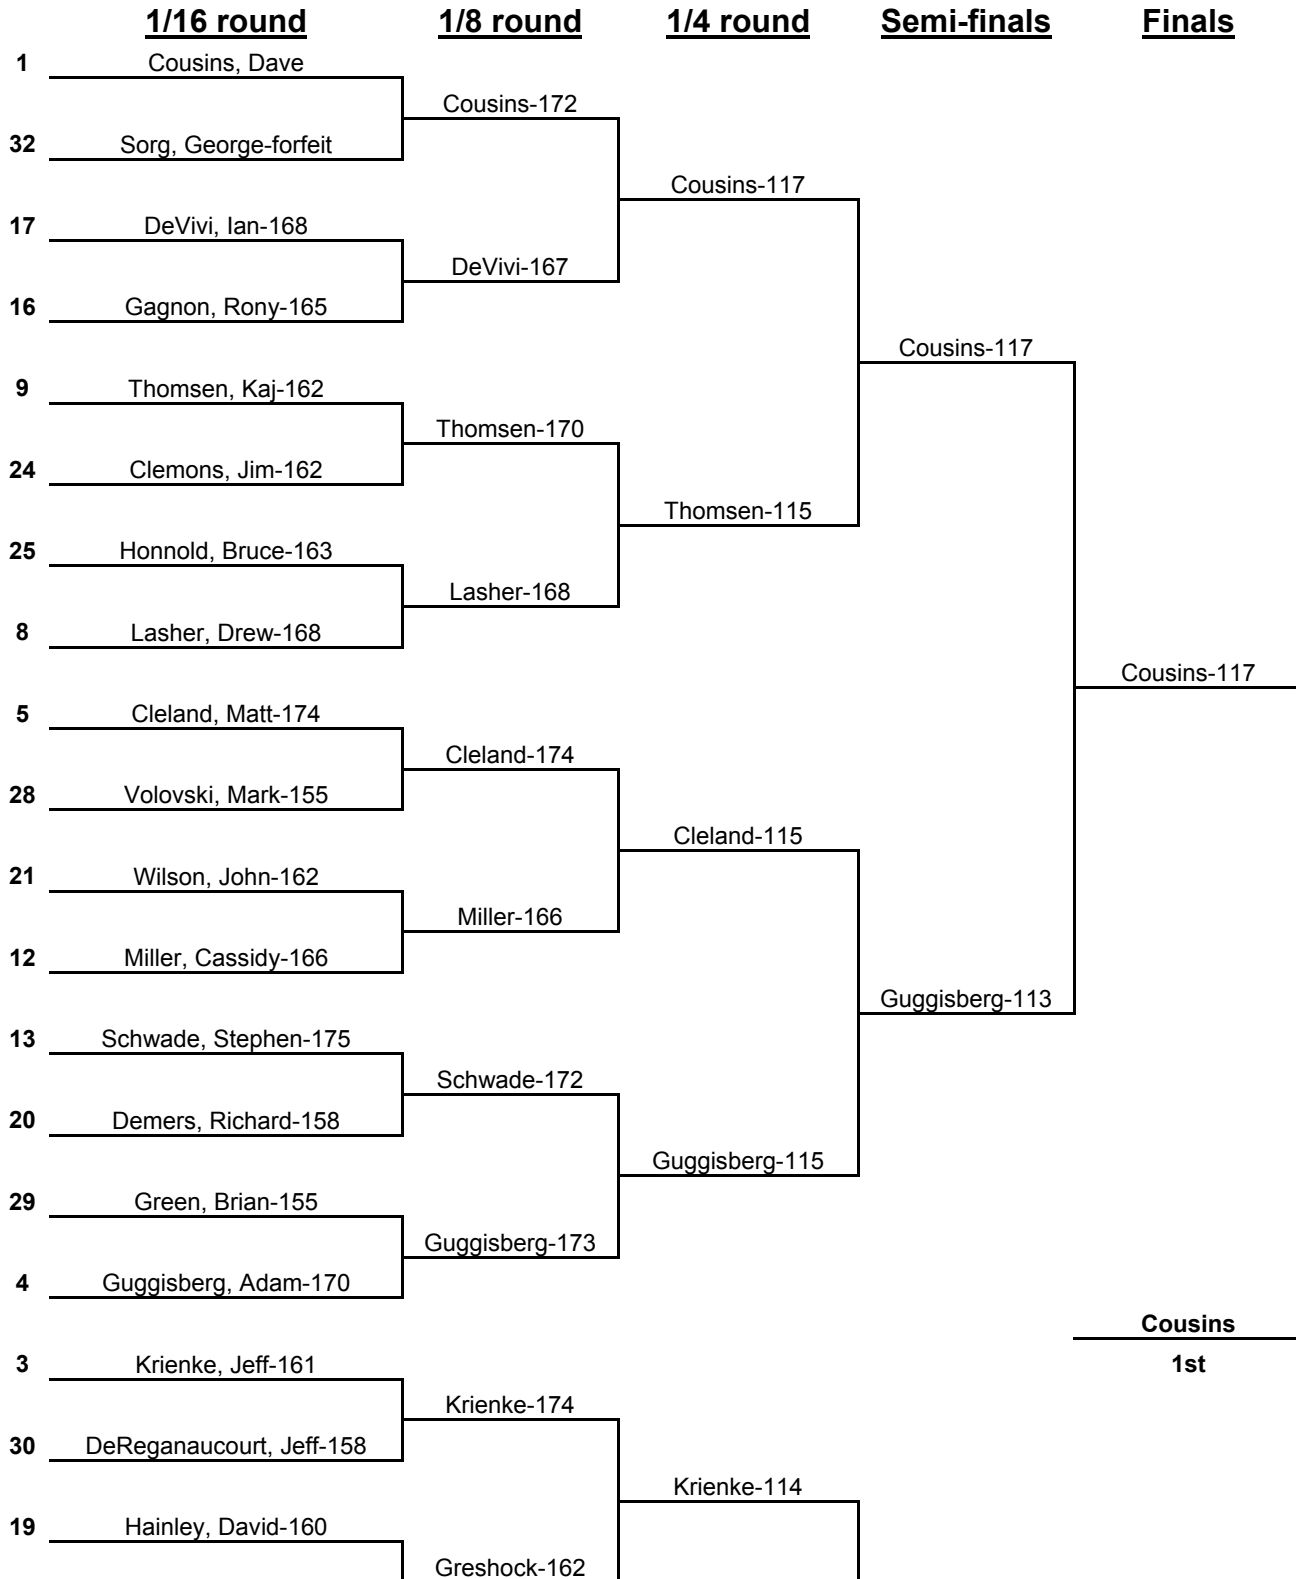 1/16 round 1/8 round 1/4 round Semi-finals Finals
1 Cousins, Dave
Cousins-172
32 Sorg, George-forfeit
Cousins-117
17 DeVivi, Ian-168
DeVivi-167
16 Gagnon, Rony-165
Cousins-117
9 Thomsen, Kaj-162
Thomsen-170
24 Clemons, Jim-162
Thomsen-115
25 Honnold, Bruce-163
Lasher-168
8 Lasher, Drew-168
Cousins-117
5 Cleland, Matt-174
Cleland-174
28 Volovski, Mark-155
Cleland-115
21 Wilson, John-162
Miller-166
12 Miller, Cassidy-166
Guggisberg-113
13 Schwade, Stephen-175
Schwade-172
20 Demers, Richard-158
Guggisberg-115
29 Green, Brian-155
Guggisberg-173
4 Guggisberg, Adam-170
Cousins
3 Krienke, Jeff-161 1st
Krienke-174
30 DeReganaucourt, Jeff-158
Krienke-114
19 Hainley, David-160
Greshock-162